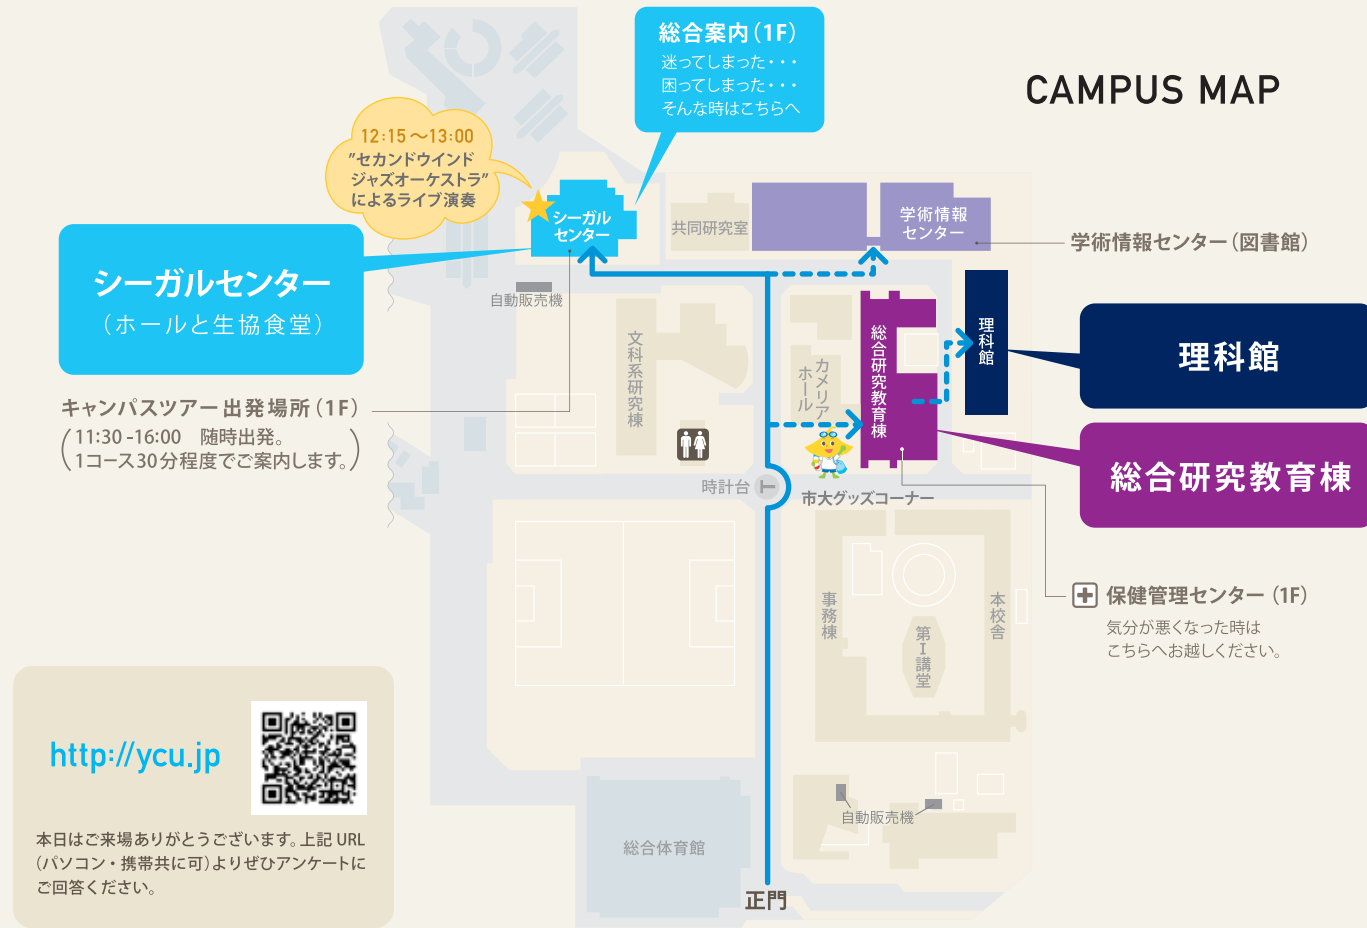 CAMPUS MAP
総合案内（1F）
迷ってしまった・・・
困ってしまった・・・
そんな時はこちらへ
12:15～13:00
"セカンドウインド
ジャズオーケストラ"
によるライブ演奏
シーガル
センター
共同研究室
学術情報
センター
学術情報センター（図書館）
シーガルセンター
（ホールと生協食堂）
自動販売機
文科系研究棟
カメリア
ホール
総合研究教育棟
理科館
理科館
キャンパスツアー出発場所（1F）
（11:30-16:00　随時出発。
1コース30分程度でご案内します。）
総合研究教育棟
時計台
市大グッズコーナー
保健管理センター（1F）
気分が悪くなった時は
こちらへお越しください。
事務棟
第I講堂
本校舎
http://ycu.jp
本日はご来場ありがとうございます。上記 URL
（パソコン・携帯共に可）よりぜひアンケートに
ご回答ください。
自動販売機
総合体育館
正門